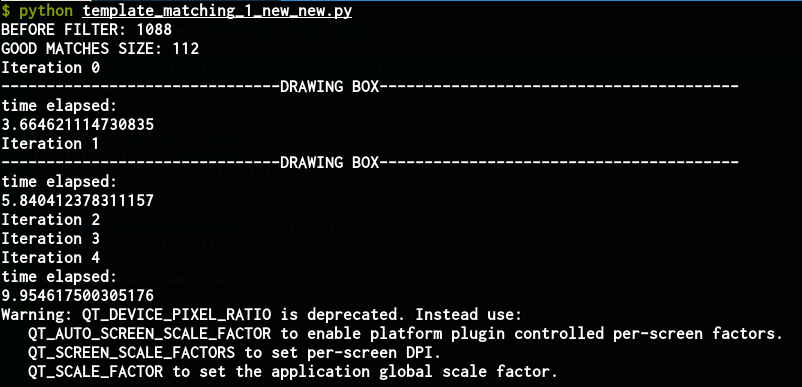 $ python template_matching_1_new_new.py
BEFORE FILTER: 1088
GOOD MATCHES SIZE: 112
Iteration 0
-------------------------------DRAWING BOX----------------------------------------
time elapsed:
3.664621114730835
Iteration 1
-------------------------------DRAWING BOX----------------------------------------
time elapsed:
5.840412378311157
Iteration 2
Iteration 3
Iteration 4
time elapsed:
9.954617500305176
Warning: QT_DEVICE_PIXEL_RATIO is deprecated. Instead use:
   QT_AUTO_SCREEN_SCALE_FACTOR to enable platform plugin controlled per-screen factors.
   QT_SCREEN_SCALE_FACTORS to set per-screen DPI.
   QT_SCALE_FACTOR to set the application global scale factor.